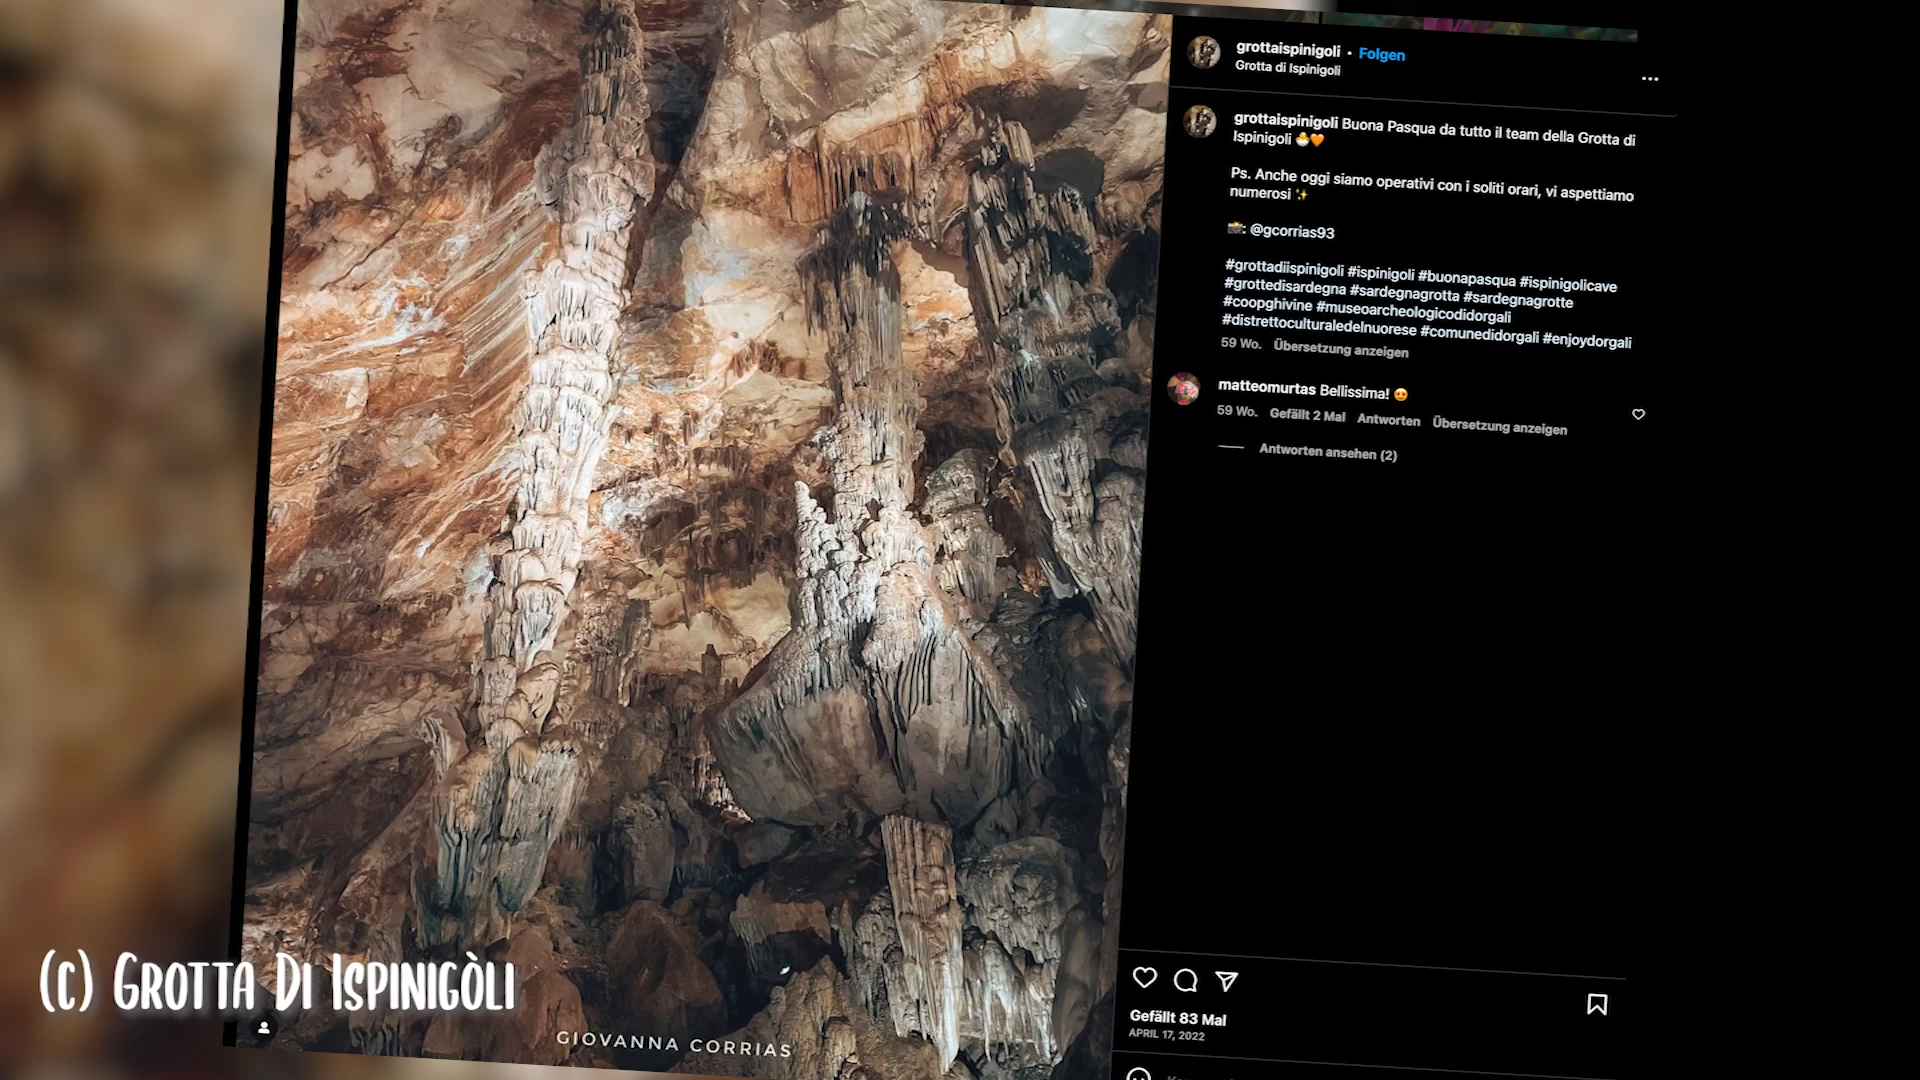 grottaispinigoli • Folgen
Grotta di Ispinigoli
grottaispinigoli Buona Pasqua da tutto il team della Grotta di
Ispinigoli 🐣🧡
Ps. Anche oggi siamo operativi con i soliti orari, vi aspettiamo
numerosi ✨
📸: @gcorrias93
#grottadiispinigoli #ispinigoli #buonapasqua #ispinigolicave
#grottedisardegna #sardegnagrotta #sardegnagrotte
#coopghivine #museoarcheologicodidorgali
#distrettoculturaledelnuorese #comunedidorgali #enjoydorgali
59 Wo. Übersetzung anzeigen
matteomurtas Bellissima! 😍
59 Wo. Gefällt 2 Mal Antworten Übersetzung anzeigen
Antworten ansehen (2)
Gefällt 83 Mal
APRIL 17, 2022
(C) GROTTA DI ISPINIGÒLI
GIOVANNA CORRIAS